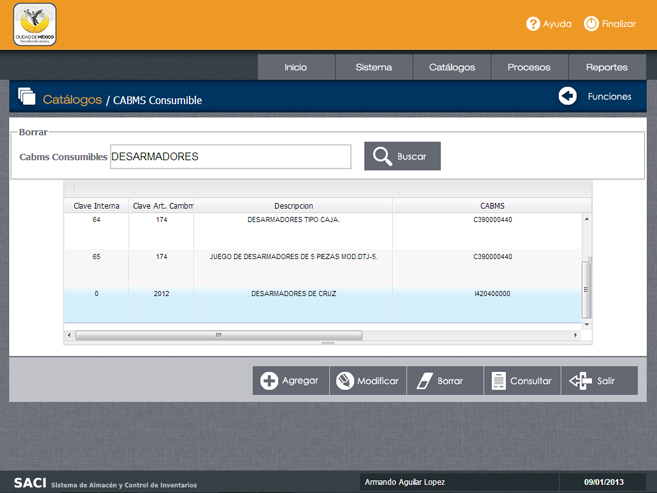 CIUDAD DE MÉXICO
Ayuda
Finalizar
Inicio
Sistema
Catálogos
Procesos
Reportes
Catálogos / CABMS Consumible
Funciones
Borrar
Cabms Consumibles DESARMADORES
Buscar
Clave Interna Clave Art. Cambm Descripcion CABMS
64 174 DESARMADORES TIPO CAJA. C390000440
65 174 JUEGO DE DESARMADORES DE 5 PIEZAS MOD.DTJ-5. C390000440
0 2012 DESARMADORES DE CRUZ I420400000
Agregar
Modificar
Borrar
Consultar
Salir
SACI Sistema de Almacén y Control de Inventarios
Armando Aguilar Lopez
09/01/2013